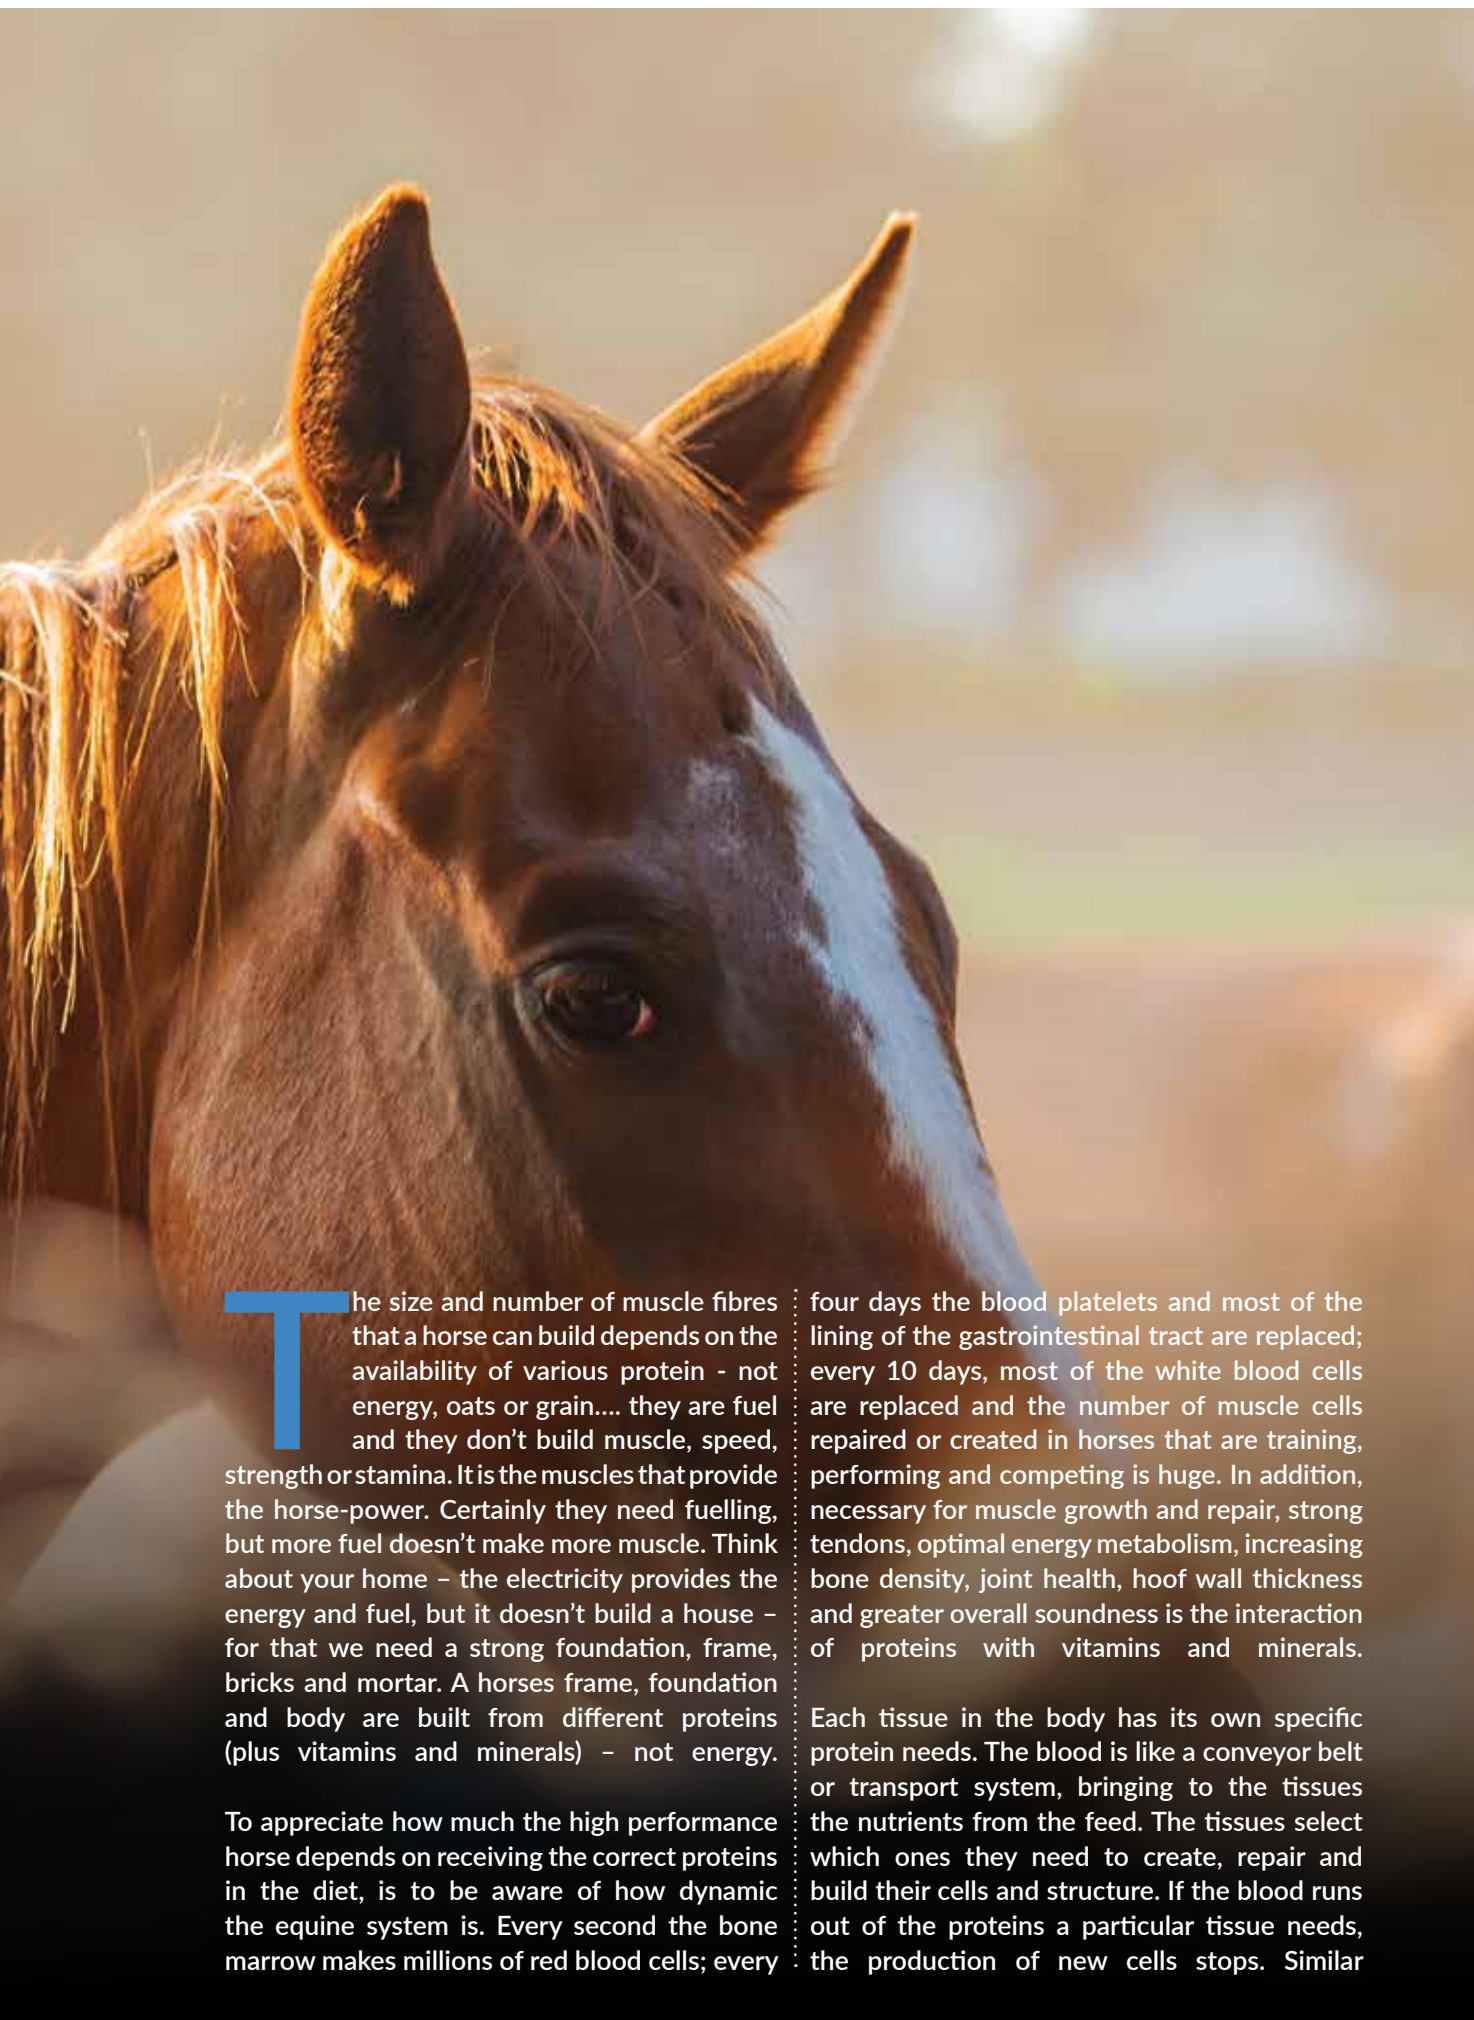 The size and number of muscle fibres
that a horse can build depends on the
availability of various protein - not
energy, oats or grain.... they are fuel
and they don't build muscle, speed,
strength or stamina. It is the muscles that provide
the horse-power. Certainly they need fuelling,
but more fuel doesn't make more muscle. Think
about your home – the electricity provides the
energy and fuel, but it doesn't build a house –
for that we need a strong foundation, frame,
bricks and mortar. A horses frame, foundation
and body are built from different proteins
(plus vitamins and minerals) – not energy.
To appreciate how much the high performance
horse depends on receiving the correct proteins
in the diet, is to be aware of how dynamic
the equine system is. Every second the bone
marrow makes millions of red blood cells; every
four days the blood platelets and most of the
lining of the gastrointestinal tract are replaced;
every 10 days, most of the white blood cells
are replaced and the number of muscle cells
repaired or created in horses that are training,
performing and competing is huge. In addition,
necessary for muscle growth and repair, strong
tendons, optimal energy metabolism, increasing
bone density, joint health, hoof wall thickness
and greater overall soundness is the interaction
of proteins with vitamins and minerals.
Each tissue in the body has its own specific
protein needs. The blood is like a conveyor belt
or transport system, bringing to the tissues
the nutrients from the feed. The tissues select
which ones they need to create, repair and
build their cells and structure. If the blood runs
out of the proteins a particular tissue needs,
the production of new cells stops. Similar